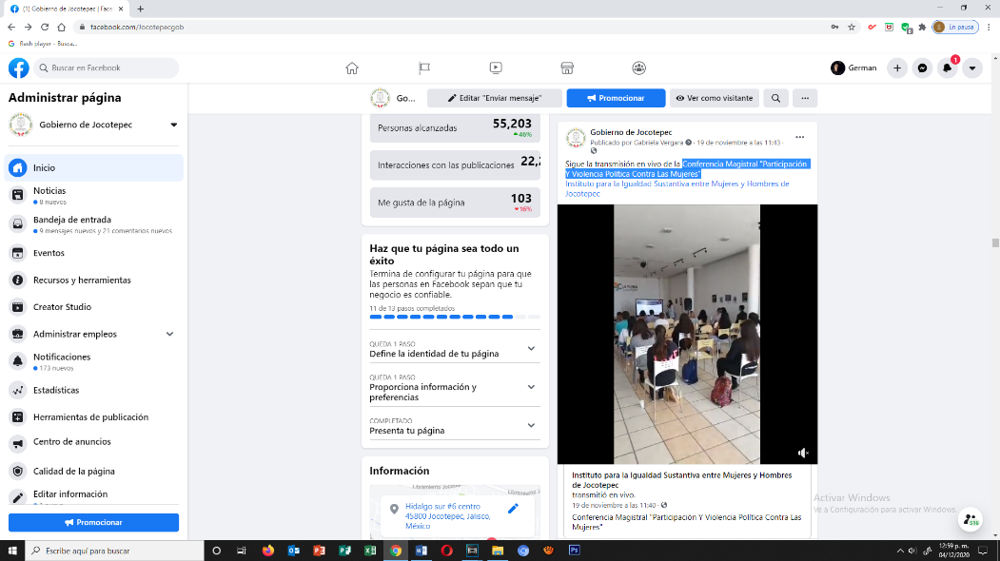 (1) Gobierno de Jocotepec | Face
facebook.com/Jocotepecgob
En pausa
flash player - Busca...
Buscar en Facebook
German
1
Administrar página
Gobierno de Jocotepec
Inicio
Noticias
8 nuevos
Bandeja de entrada
9 mensajes nuevos y 21 comentarios nuevos
Eventos
Recursos y herramientas
Creator Studio
Administrar empleos
Notificaciones
173 nuevos
Estadísticas
Herramientas de publicación
Centro de anuncios
Calidad de la página
Editar información
Promocionar
Go...
Editar "Enviar mensaje"
Promocionar
Ver como visitante
Personas alcanzadas 55,203
46%
Interacciones con las publicaciones 22,2
Me gusta de la página 103
16%
Haz que tu página sea todo un
éxito
Termina de configurar tu página para que
las personas en Facebook sepan que tu
negocio es confiable.
11 de 13 pasos completados
QUEDA 1 PASO
Define la identidad de tu página
QUEDA 1 PASO
Proporciona información y
preferencias
COMPLETADO
Presenta tu página
Información
Hidalgo sur #6 centro
45800 Jocotepec, Jalisco,
México
Gobierno de Jocotepec
Publicado por Gabriela Vergara · 19 de noviembre a las 11:43 ·
Sigue la transmisión en vivo de la Conferencia Magistral "Participación
Y Violencia Política Contra Las Mujeres"
Instituto para la Igualdad Sustantiva entre Mujeres y Hombres de
Jocotepec
Instituto para la Igualdad Sustantiva entre Mujeres y Hombres
de Jocotepec
transmitió en vivo.
19 de noviembre a las 11:40 ·
Conferencia Magistral "Participación Y Violencia Política Contra Las
Mujeres"
Activar Windows
Ve a Configuración para activar Windows.
Escribe aquí para buscar
12:59 p. m.
04/12/2020